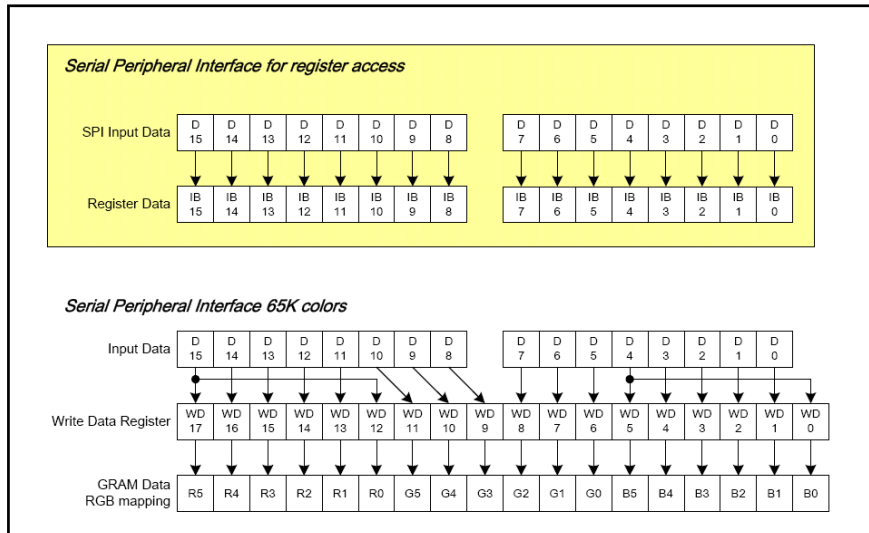 Serial Peripheral Interface for register access
SPI Input Data D 15 D 14 D 13 D 12 D 11 D 10 D 9 D 8 D 7 D 6 D 5 D 4 D 3 D 2 D 1 D 0
Register Data IB 15 IB 14 IB 13 IB 12 IB 11 IB 10 IB 9 IB 8 IB 7 IB 6 IB 5 IB 4 IB 3 IB 2 IB 1 IB 0
Serial Peripheral Interface 65K colors
Input Data D 15 D 14 D 13 D 12 D 11 D 10 D 9 D 8 D 7 D 6 D 5 D 4 D 3 D 2 D 1 D 0
Write Data Register WD 17 WD 16 WD 15 WD 14 WD 13 WD 12 WD 11 WD 10 WD 9 WD 8 WD 7 WD 6 WD 5 WD 4 WD 3 WD 2 WD 1 WD 0
GRAM Data
RGB mapping R5 R4 R3 R2 R1 R0 G5 G4 G3 G2 G1 G0 B5 B4 B3 B2 B1 B0